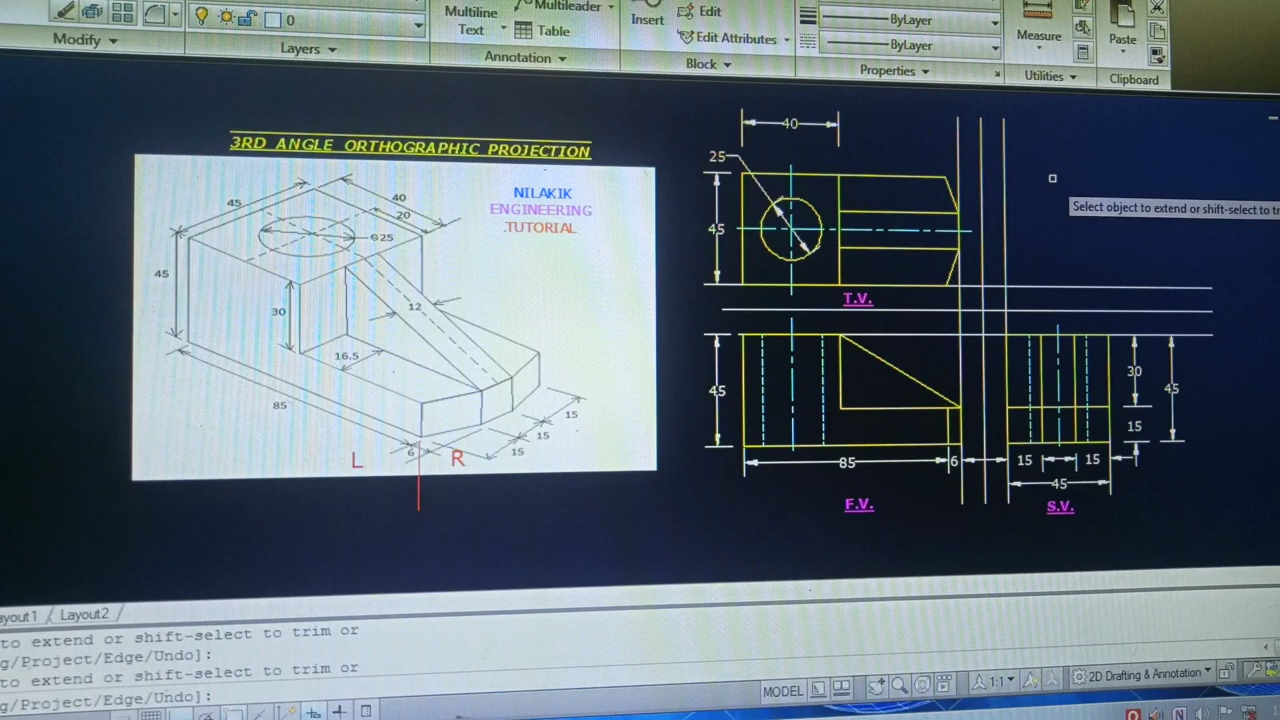 Modify
0
Layers
Multiline
Text
Multileader
Table
Annotation
Insert
Edit
Edit Attributes
Block
ByLayer
ByLayer
Properties
Measure
Utilities
Paste
Clipboard
3RD ANGLE ORTHOGRAPHIC PROJECTION
NILAKIK
ENGINEERING
.TUTORIAL
45
40
20
45
30
12
16.5
85
6
15
15
15
L
R
40
25
45
T.V.
45
85
6
F.V.
30
45
15
15
15
45
S.V.
Select object to extend or shift-select to
Layout2
to extend or shift-select to trim or
g/Project/Edge/Undo]:
to extend or shift-select to trim or
g/Project/Edge/Undo]:
MODEL
1:1
2D Drafting & Annotation